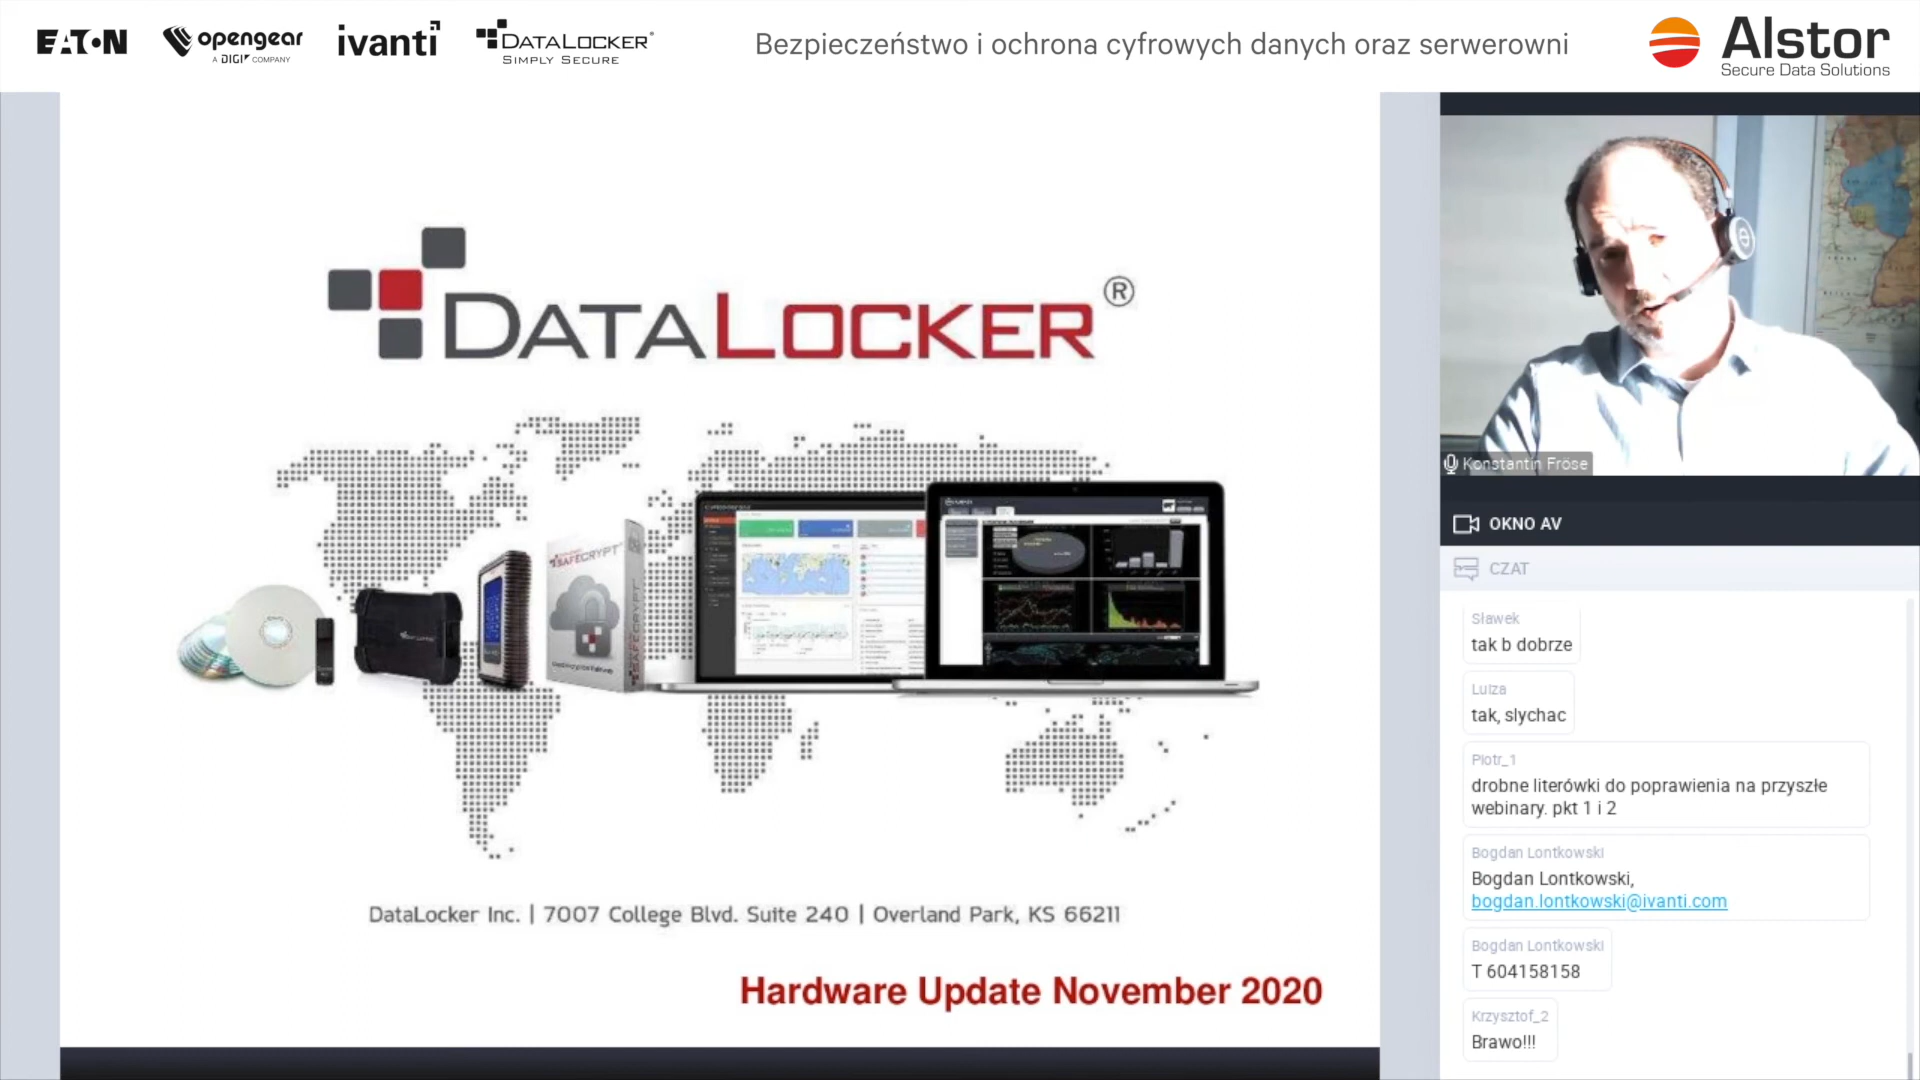 EATON
opengear
A DIGI COMPANY
ivanti
DATALOCKER
SIMPLY SECURE
Bezpieczeństwo i ochrona cyfrowych danych oraz serwerowni
Alstor
Secure Data Solutions
DATALOCKER®
SAFECRYPT
DataLocker Inc. | 7007 College Blvd. Suite 240 | Overland Park, KS 66211
Hardware Update November 2020
Konstantin Fröse
OKNO AV
CZAT
Sławek
tak b dobrze
Luiza
tak, slychac
Piotr_1
drobne literówki do poprawienia na przyszłe
webinary. pkt 1 i 2
Bogdan Lontkowski
Bogdan Lontkowski,
bogdan.lontkowski@ivanti.com
Bogdan Lontkowski
T 604158158
Krzysztof_2
Brawo!!!